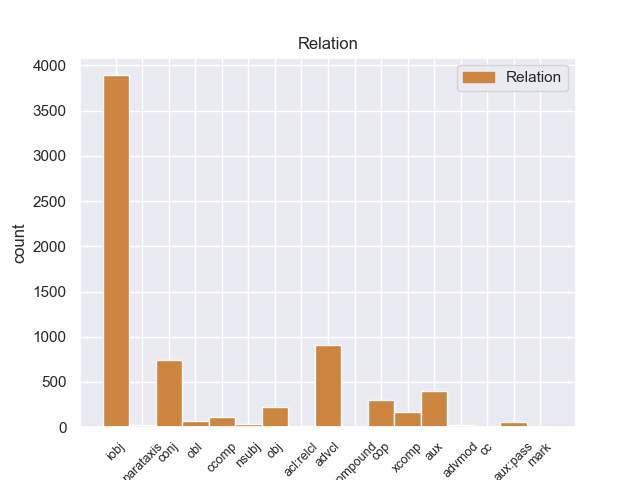 Relation
Relation
4000
3500
3000
2500
2000
1500
1000
500
0
count
iobj
parataxis
conj
obl
ccomp
nsubj
obj
acl:relcl
advcl
ompound
cop
xcomp
aux
advmod
cc
aux:pass
mark